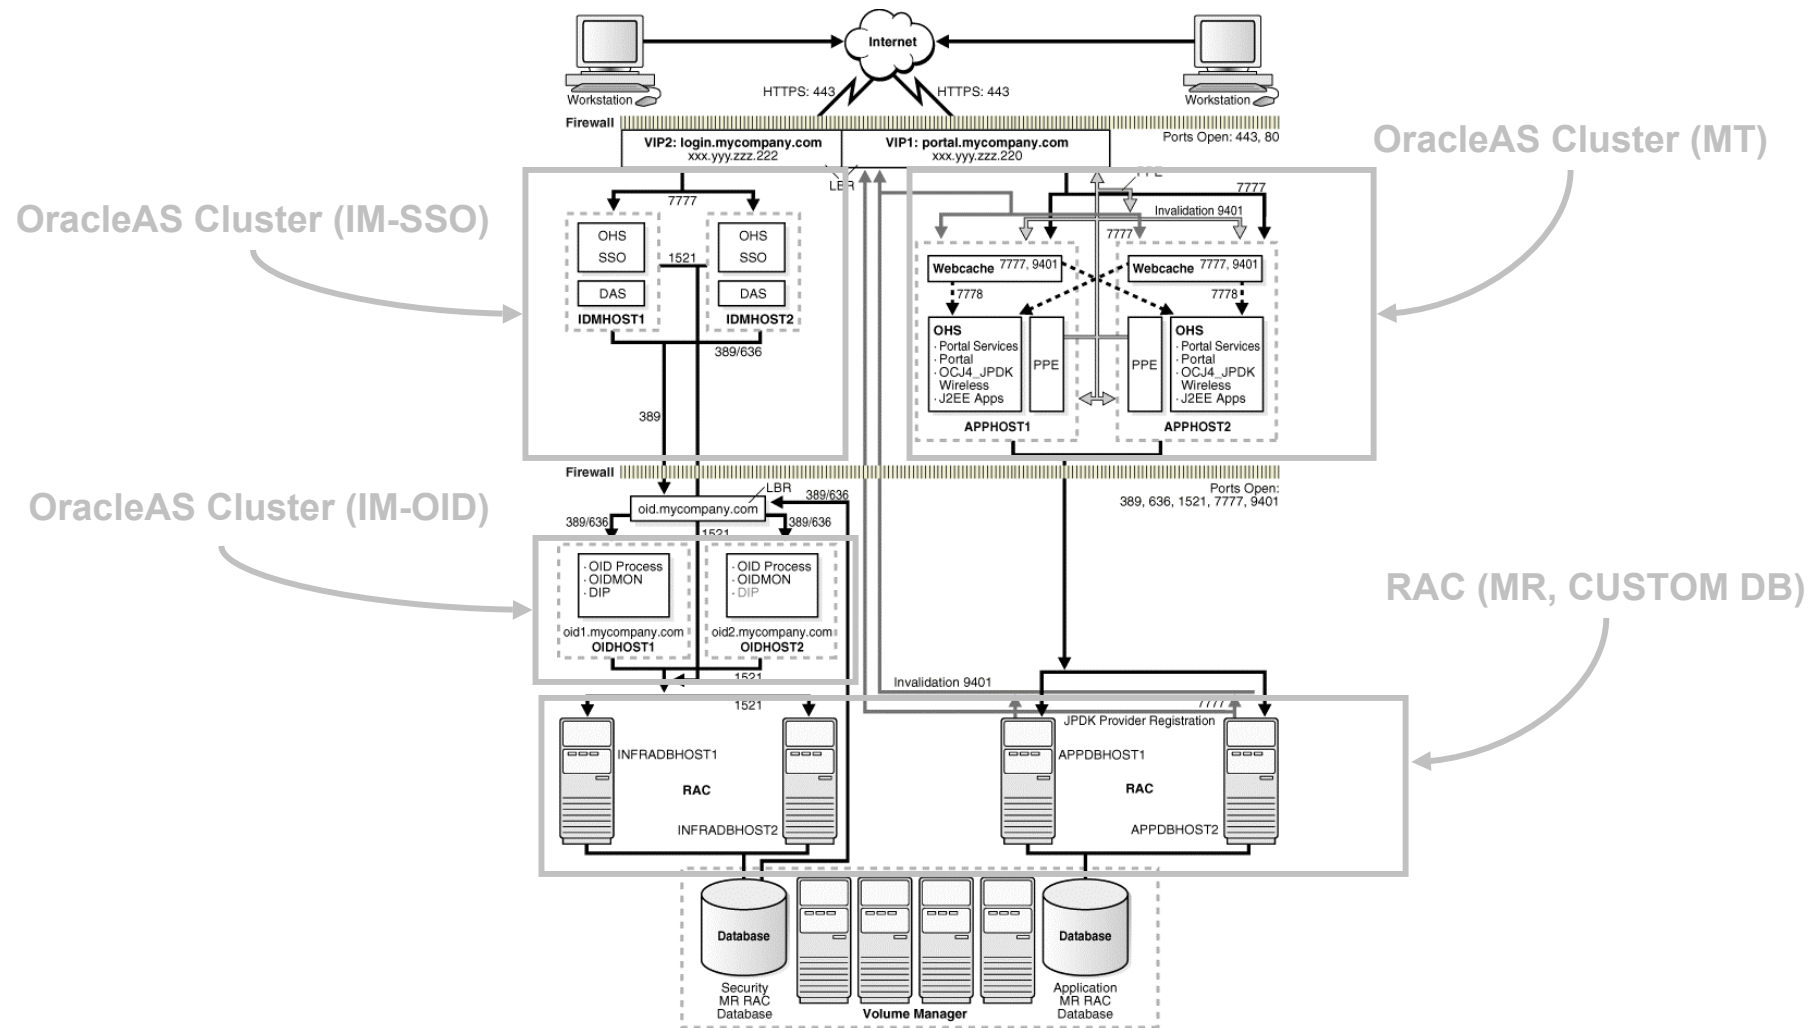 Internet
Workstation
Workstation
HTTPS: 443
HTTPS: 443
Firewall
Ports Open: 443, 80
VIP2: login.mycompany.com
xxx.yyy.zzz.222
VIP1: portal.mycompany.com
xxx.yyy.zzz.220
LBR
OracleAS Cluster (MT)
OracleAS Cluster (IM-SSO)
7777
OHS
SSO
DAS
IDMHOST1
1521
OHS
SSO
DAS
IDMHOST2
389/636
389
PPE
7777
Invalidation 9401
7777
Webcache 7777, 9401
Webcache 7777, 9401
7778
7778
OHS
· Portal Services
· Portal
· OCJ4_JPDK
Wireless
· J2EE Apps
PPE
PPE
OHS
· Portal Services
· Portal
· OCJ4_JPDK
Wireless
· J2EE Apps
APPHOST1
APPHOST2
Firewall
Ports Open:
389, 636, 1521, 7777, 9401
OracleAS Cluster (IM-OID)
LBR
389/636
oid.mycompany.com
389/636
389/636
1521
· OID Process
· OIDMON
· DIP
oid1.mycompany.com
OIDHOST1
· OID Process
· OIDMON
· DIP
oid2.mycompany.com
OIDHOST2
1521
1521
RAC (MR, CUSTOM DB)
Invalidation 9401
7777
JPDK Provider Registration
INFRADBHOST1
RAC
INFRADBHOST2
APPDBHOST1
RAC
APPDBHOST2
Database
Security
MR RAC
Database
Volume Manager
Database
Application
MR RAC
Database